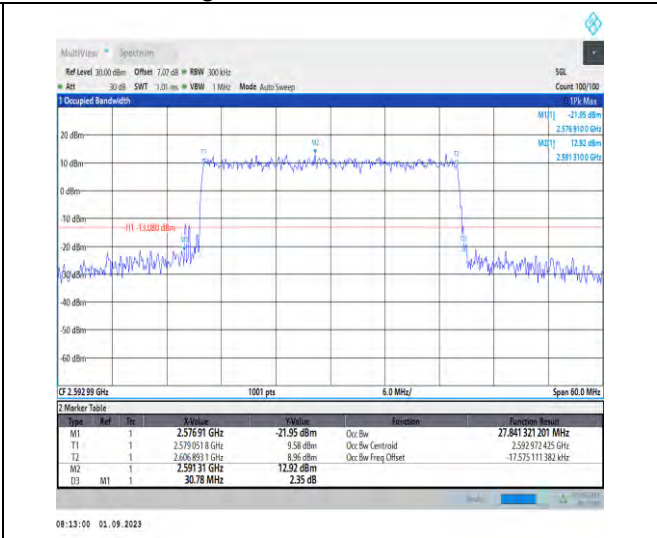 MultiView Spectrum
Ref Level 30.00 dBm Offset 7.07 dB RBW 300 kHz SGL
Att 30 dB SWT 1.01 ms VBW 1 MHz Mode Auto Sweep Count 100/100
1 Occupied Bandwidth 1Pk Max
M1[1] -21.95 dBm
2.576 910 0 GHz
M2[1] 12.92 dBm
2.591 310 0 GHz
20 dBm
M2
T1
T2
10 dBm
0 dBm
-10 dBm
H1 -13.080 dBm
M1
-20 dBm
-30 dBm
-40 dBm
-50 dBm
-60 dBm
CF 2.592 99 GHz 1001 pts 6.0 MHz/ Span 60.0 MHz
2 Marker Table
Type Ref Trc X-Value Y-Value Function Function Result
M1 1 2.576 91 GHz -21.95 dBm Occ Bw 27.841 321 201 MHz
T1 1 2.579 051 8 GHz 9.58 dBm Occ Bw Centroid 2.592 972 425 GHz
T2 1 2.606 893 1 GHz 8.96 dBm Occ Bw Freq Offset -17.575 111 382 kHz
M2 1 2.591 31 GHz 12.92 dBm
D3 M1 1 30.78 MHz 2.35 dB
08:13:00 01.09.2023